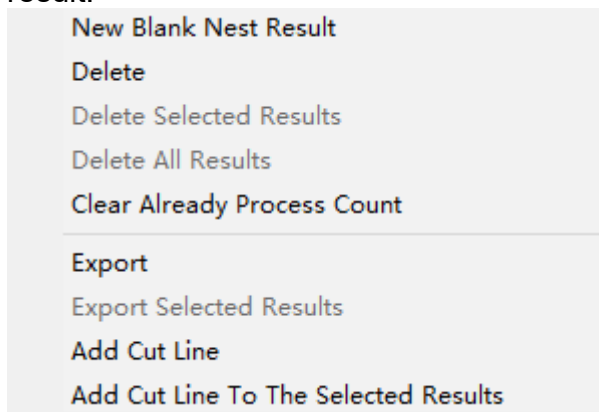 result.
New Blank Nest Result
Delete
Delete Selected Results
Delete All Results
Clear Already Process Count
Export
Export Selected Results
Add Cut Line
Add Cut Line To The Selected Results